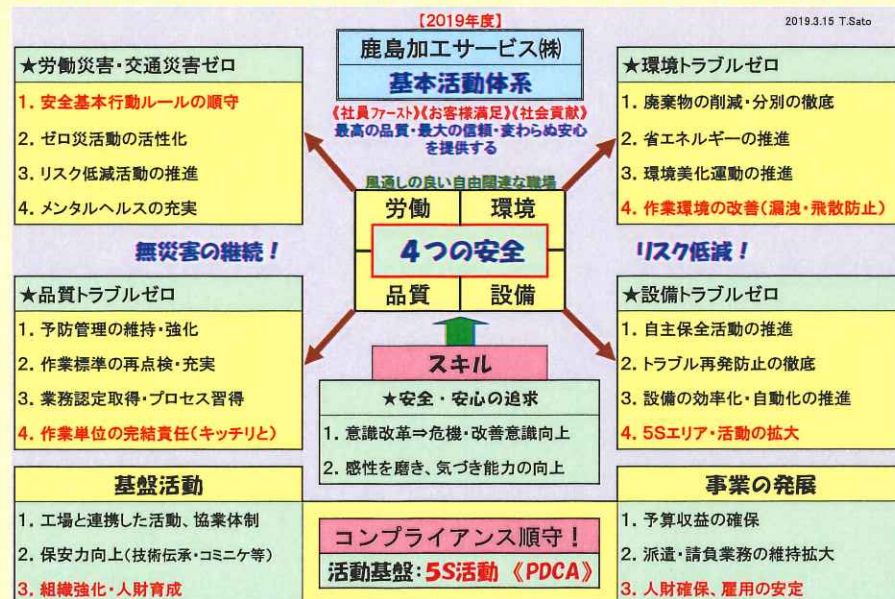 【2019年度】
2019.3.15 T.Sato
鹿島加工サービス㈱
基本活動体系
《社員ファースト》《お客様満足》《社会貢献》
最高の品質・最大の信頼・変わらぬ安心
を提供する
風通しの良い自由闊達な職場
★労働災害・交通災害ゼロ
1. 安全基本行動ルールの順守
2. ゼロ災活動の活性化
3. リスク低減活動の推進
4. メンタルヘルスの充実
★環境トラブルゼロ
1. 廃棄物の削減・分別の徹底
2. 省エネルギーの推進
3. 環境美化運動の推進
4. 作業環境の改善(漏洩・飛散防止)
労働
環境
4つの安全
品質
設備
無災害の継続!
リスク低減!
★品質トラブルゼロ
1. 予防管理の維持・強化
2. 作業標準の再点検・充実
3. 業務認定取得・プロセス習得
4. 作業単位の完結責任(キッチリと)
★設備トラブルゼロ
1. 自主保全活動の推進
2. トラブル再発防止の徹底
3. 設備の効率化・自動化の推進
4. 5Sエリア・活動の拡大
スキル
★安全・安心の追求
1. 意識改革⇒危機・改善意識向上
2. 感性を磨き、気づき能力の向上
基盤活動
1. 工場と連携した活動、協業体制
2. 保安力向上(技術伝承・コミニケ等)
3. 組織強化・人財育成
コンプライアンス順守!
活動基盤:5S活動 《PDCA》
事業の発展
1. 予算収益の確保
2. 派遣・請負業務の維持拡大
3. 人財確保、雇用の安定